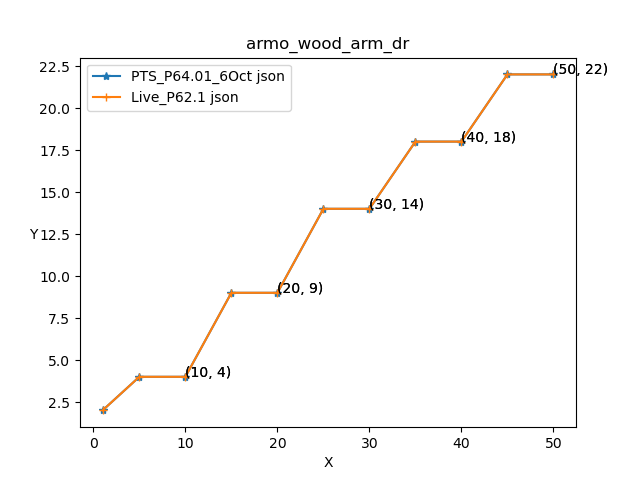 armo_wood_arm_dr
PTS_P64.01_6Oct json
Live_P62.1 json
22.5
20.0
17.5
15.0
12.5
10.0
7.5
5.0
2.5
Y
(50, 22)
(40, 18)
(30, 14)
(20, 9)
(10, 4)
0 10 20 30 40 50
X